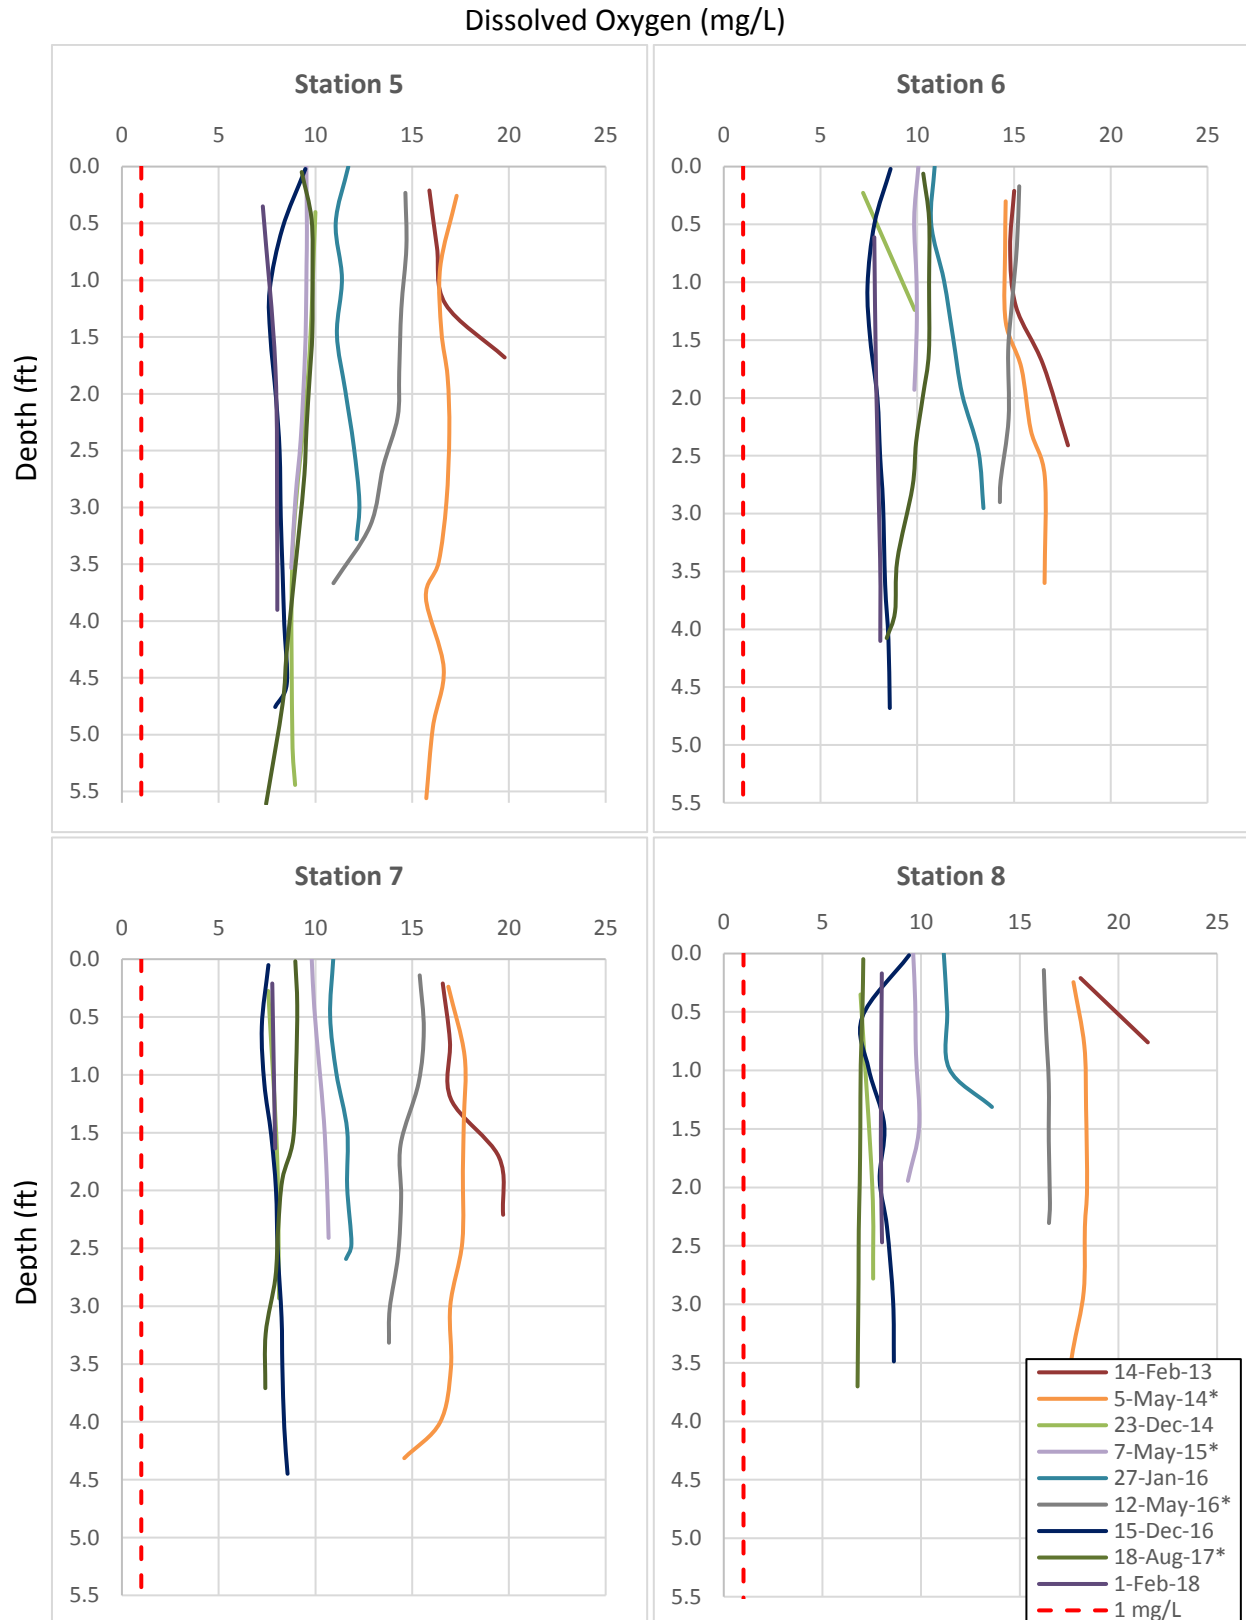 Dissolved Oxygen (mg/L)
Station 5
0 5 10 15 20 25
0.0
0.5
1.0
1.5
2.0
2.5
3.0
3.5
4.0
4.5
5.0
5.5
Depth (ft)
Station 6
0 5 10 15 20 25
0.0
0.5
1.0
1.5
2.0
2.5
3.0
3.5
4.0
4.5
5.0
5.5
Station 7
0 5 10 15 20 25
0.0
0.5
1.0
1.5
2.0
2.5
3.0
3.5
4.0
4.5
5.0
5.5
Depth (ft)
Station 8
0 5 10 15 20 25
0.0
0.5
1.0
1.5
2.0
2.5
3.0
3.5
4.0
4.5
5.0
5.5
14-Feb-13
5-May-14*
23-Dec-14
7-May-15*
27-Jan-16
12-May-16*
15-Dec-16
18-Aug-17*
1-Feb-18
1 mg/L